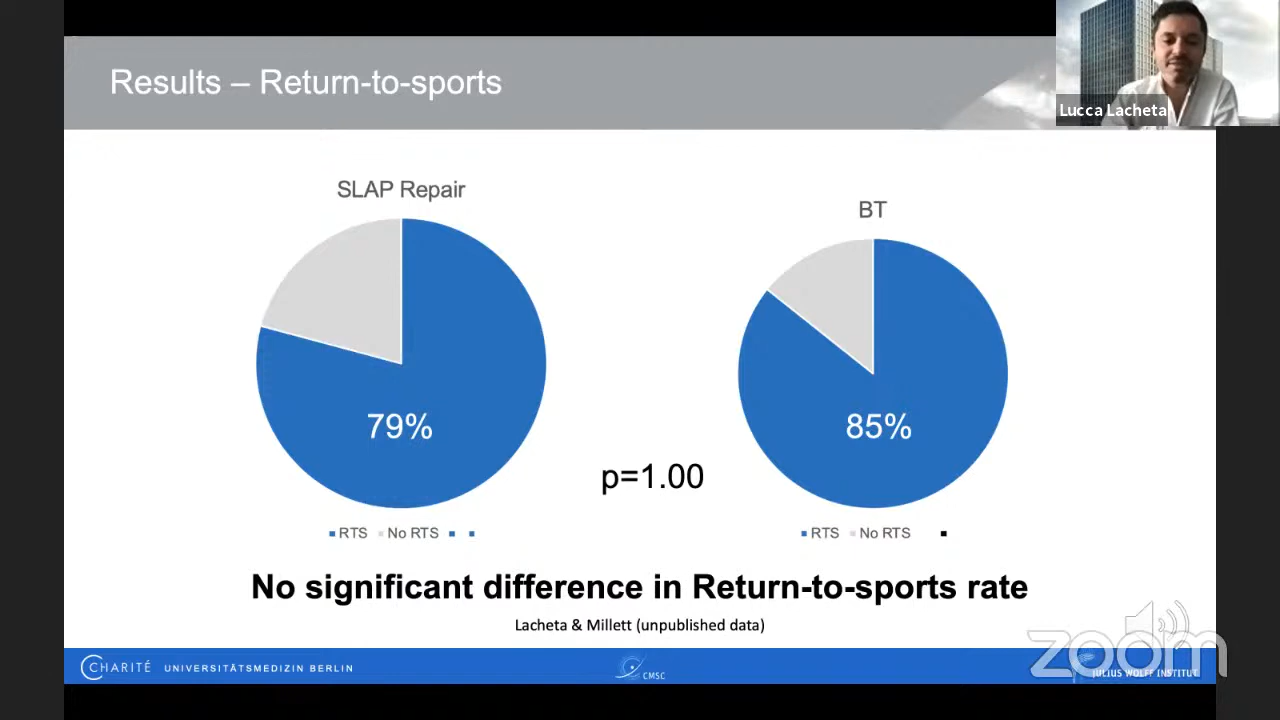 Results – Return-to-sports
Lucca Lacheta
SLAP Repair
BT
79%
85%
p=1.00
RTS No RTS
RTS No RTS
No significant difference in Return-to-sports rate
Lacheta & Millett (unpublished data)
CHARITÉ UNIVERSITÄTSMEDIZIN BERLIN
CMSC
JULIUS WOLFF INSTITUT
zoom